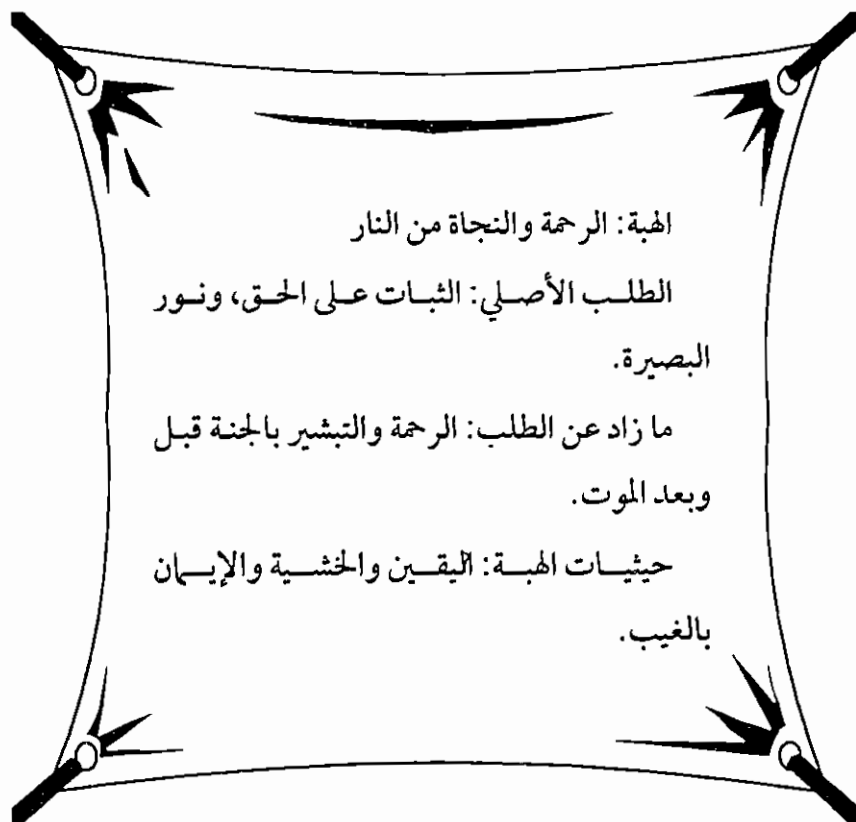 الهبة: الرحمة والنجاة من النار
الطلب الأصلي: الثبات على الحق، ونور
البصيرة.
ما زاد عن الطلب: الرحمة والتبشير بالجنة قبل
وبعد الموت.
حيثيات الهبة: اليقين والخشية والإيمان
بالغيب.